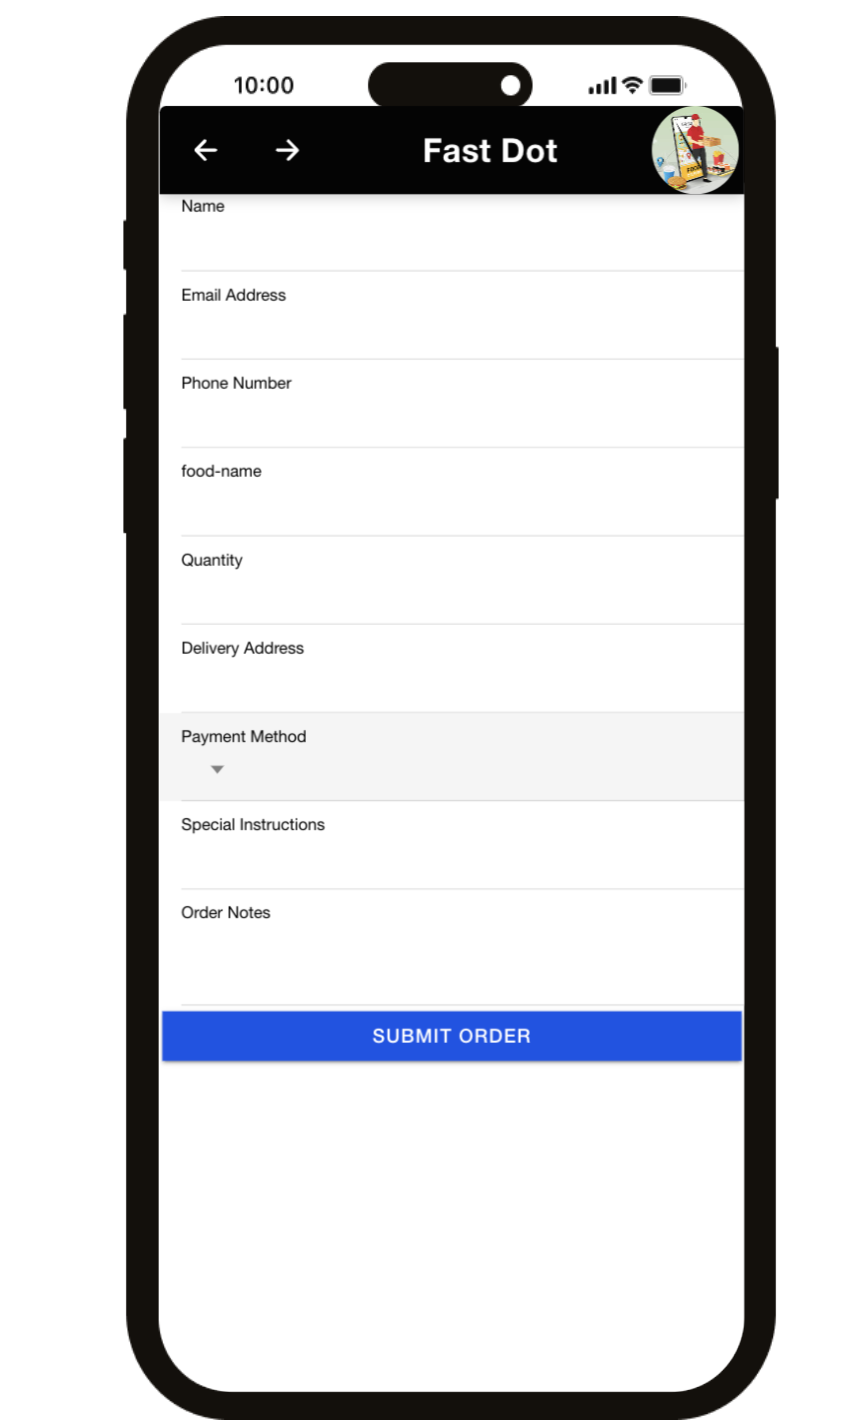 10:00
Fast Dot
Name
Email Address
Phone Number
food-name
Quantity
Delivery Address
Payment Method
Special Instructions
Order Notes
SUBMIT ORDER